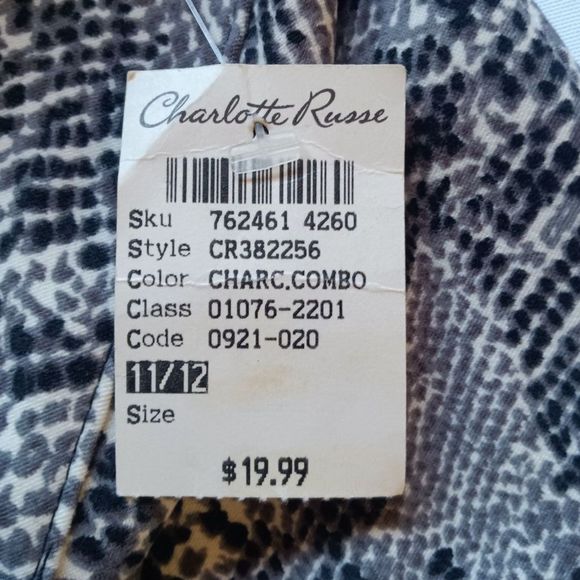 Charlotte Russe
Sku 762461 4260
Style CR382256
Color CHARC.COMBO
Class 01076-2201
Code 0921-020
11/12
Size
$19.99